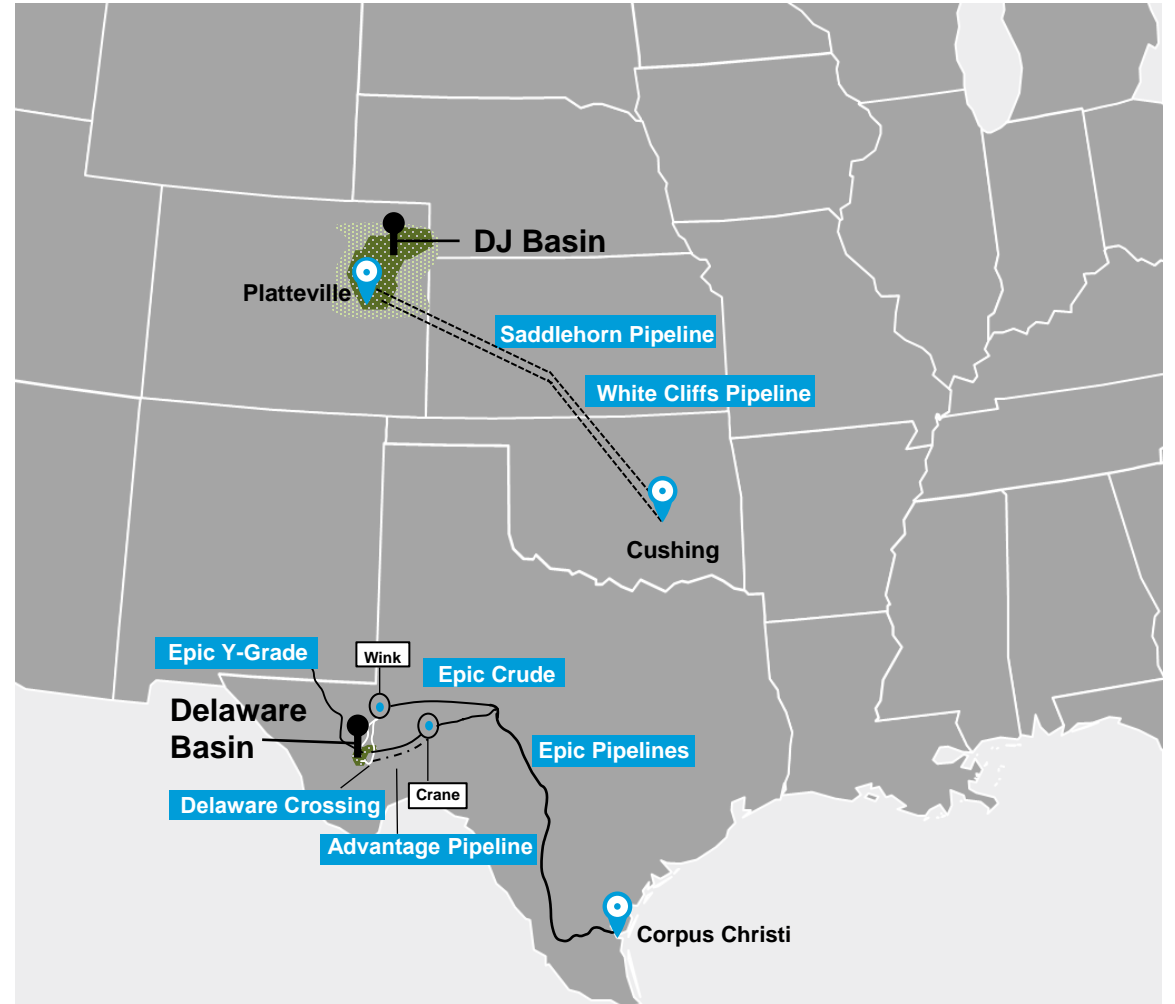 DJ Basin
Platteville
Saddlehorn Pipeline
White Cliffs Pipeline
Cushing
Epic Y-Grade
Wink
Epic Crude
Delaware
Basin
Epic Pipelines
Crane
Delaware Crossing
Advantage Pipeline
Corpus Christi